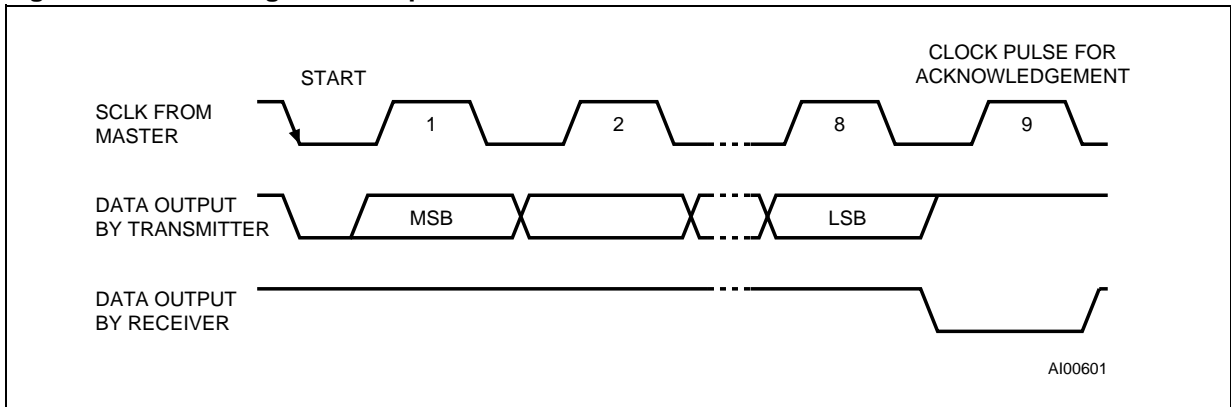 START
CLOCK PULSE FOR
ACKNOWLEDGEMENT
SCLK FROM
MASTER
1
2
8
9
DATA OUTPUT
BY TRANSMITTER
MSB
LSB
DATA OUTPUT
BY RECEIVER
AI00601